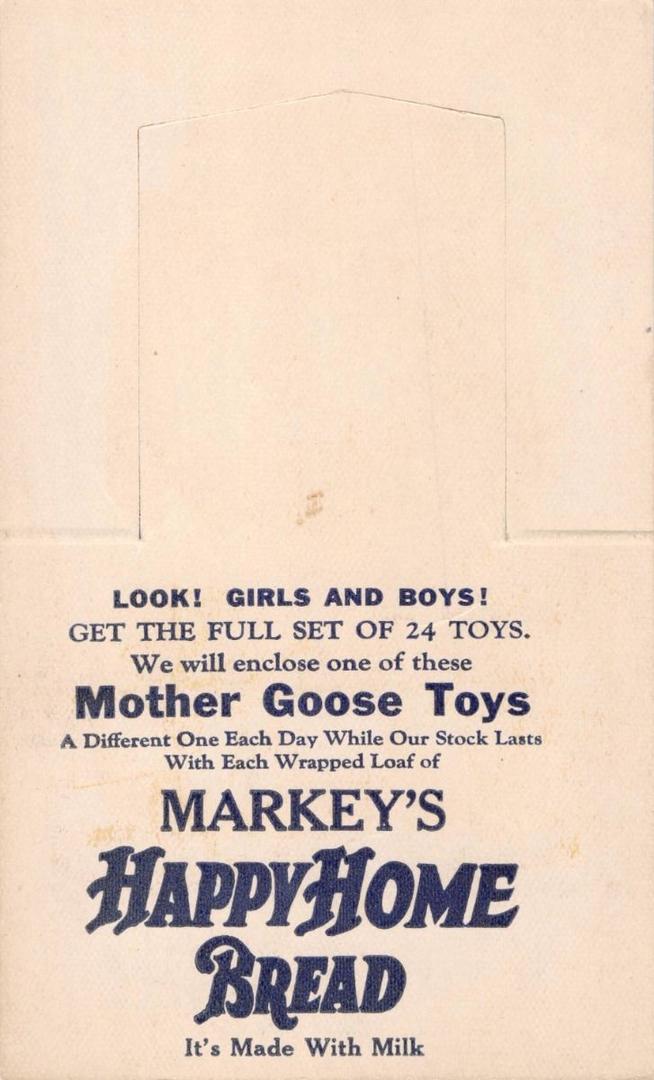 LOOK! GIRLS AND BOYS!
GET THE FULL SET OF 24 TOYS.
We will enclose one of these
Mother Goose Toys
A Different One Each Day While Our Stock Lasts
With Each Wrapped Loaf of
MARKEY'S
HAPPY HOME
BREAD
It's Made With Milk